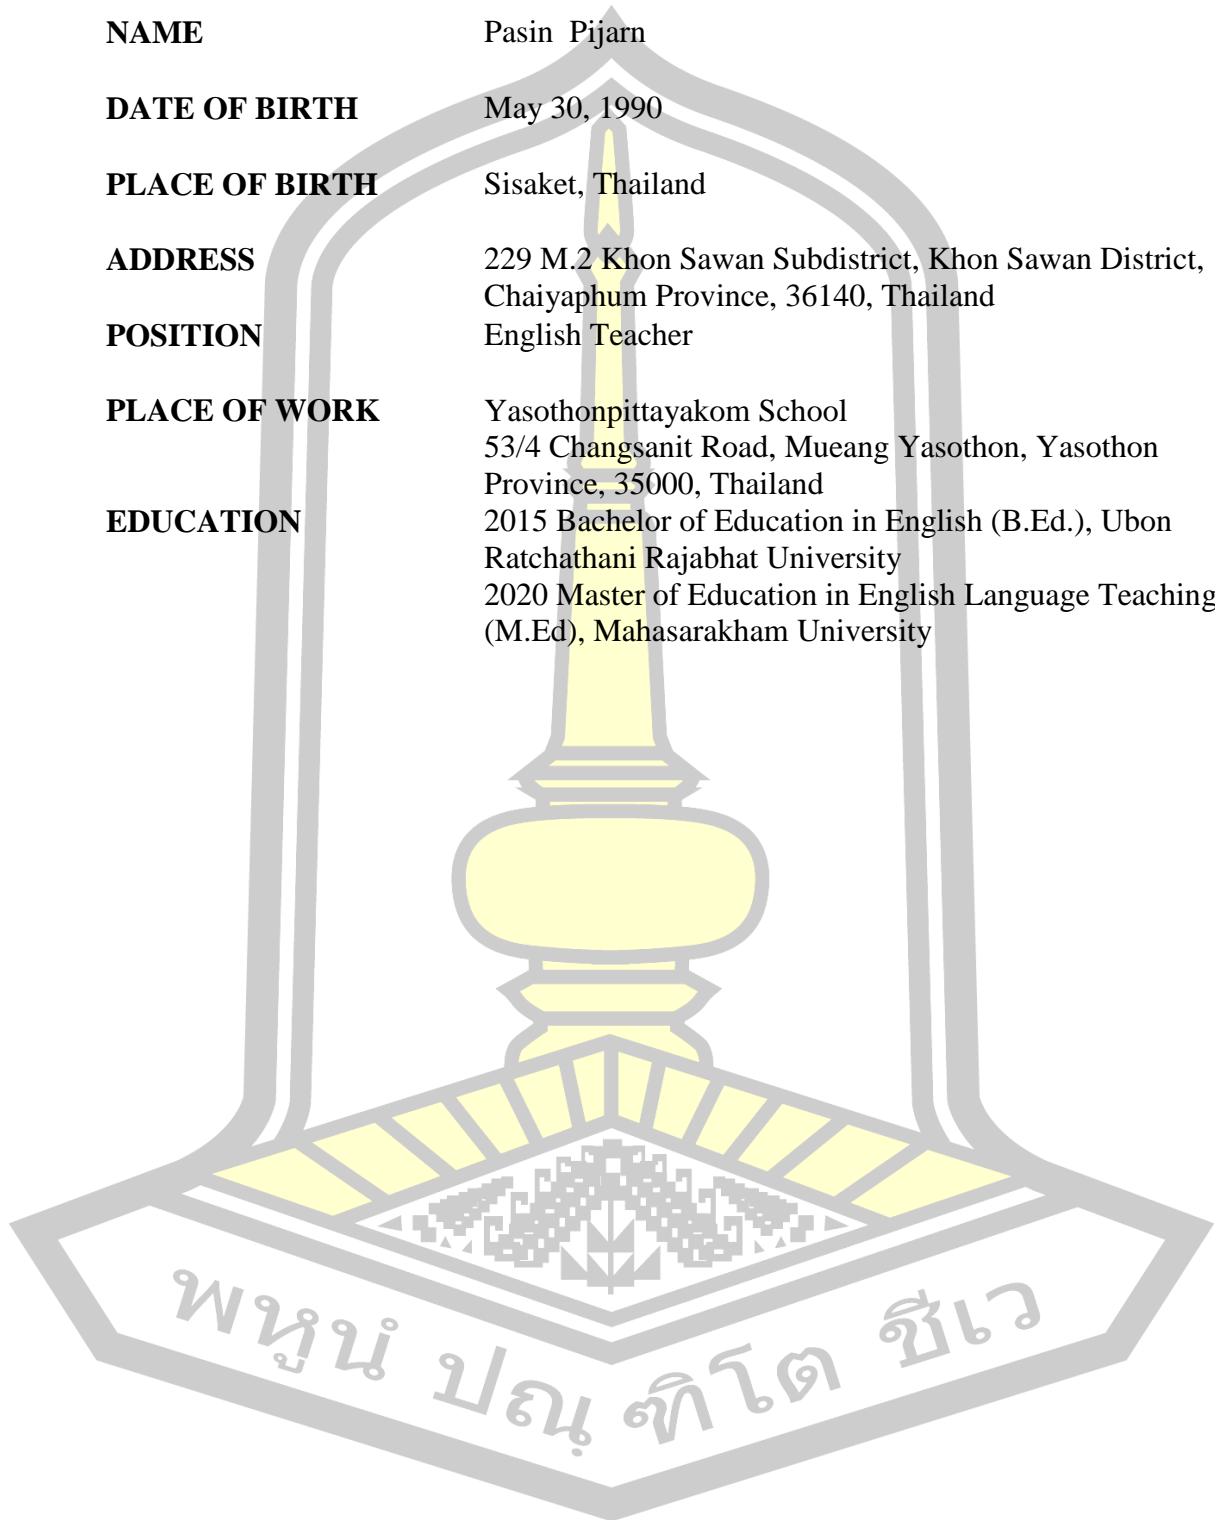 NAME Pasin Pijarn
DATE OF BIRTH May 30, 1990
PLACE OF BIRTH Sisaket, Thailand
ADDRESS 229 M.2 Khon Sawan Subdistrict, Khon Sawan District,
Chaiyaphum Province, 36140, Thailand
POSITION English Teacher
PLACE OF WORK Yasothonpittayakom School
53/4 Changsanit Road, Mueang Yasothon, Yasothon
Province, 35000, Thailand
EDUCATION 2015 Bachelor of Education in English (B.Ed.), Ubon
Ratchathani Rajabhat University
2020 Master of Education in English Language Teaching
(M.Ed), Mahasarakham University
พหูนํ ปณฺฑิโต ชีเว